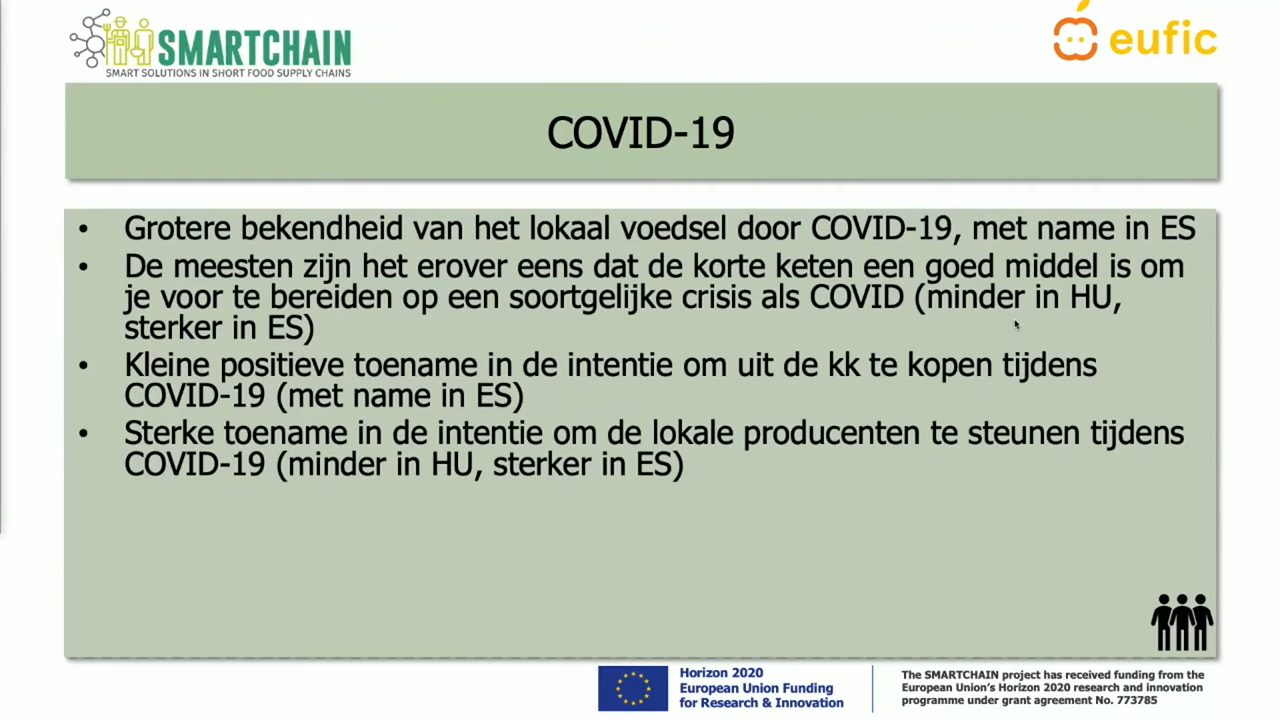 SMARTCHAIN
SMART SOLUTIONS IN SHORT FOOD SUPPLY CHAINS
eufic
COVID-19
• Grotere bekendheid van het lokaal voedsel door COVID-19, met name in ES
• De meesten zijn het erover eens dat de korte keten een goed middel is om
je voor te bereiden op een soortgelijke crisis als COVID (minder in HU,
sterker in ES)
• Kleine positieve toename in de intentie om uit de kk te kopen tijdens
COVID-19 (met name in ES)
• Sterke toename in de intentie om de lokale producenten te steunen tijdens
COVID-19 (minder in HU, sterker in ES)
Horizon 2020
European Union Funding
for Research & Innovation
The SMARTCHAIN project has received funding from the
European Union's Horizon 2020 research and innovation
programme under grant agreement No. 773785